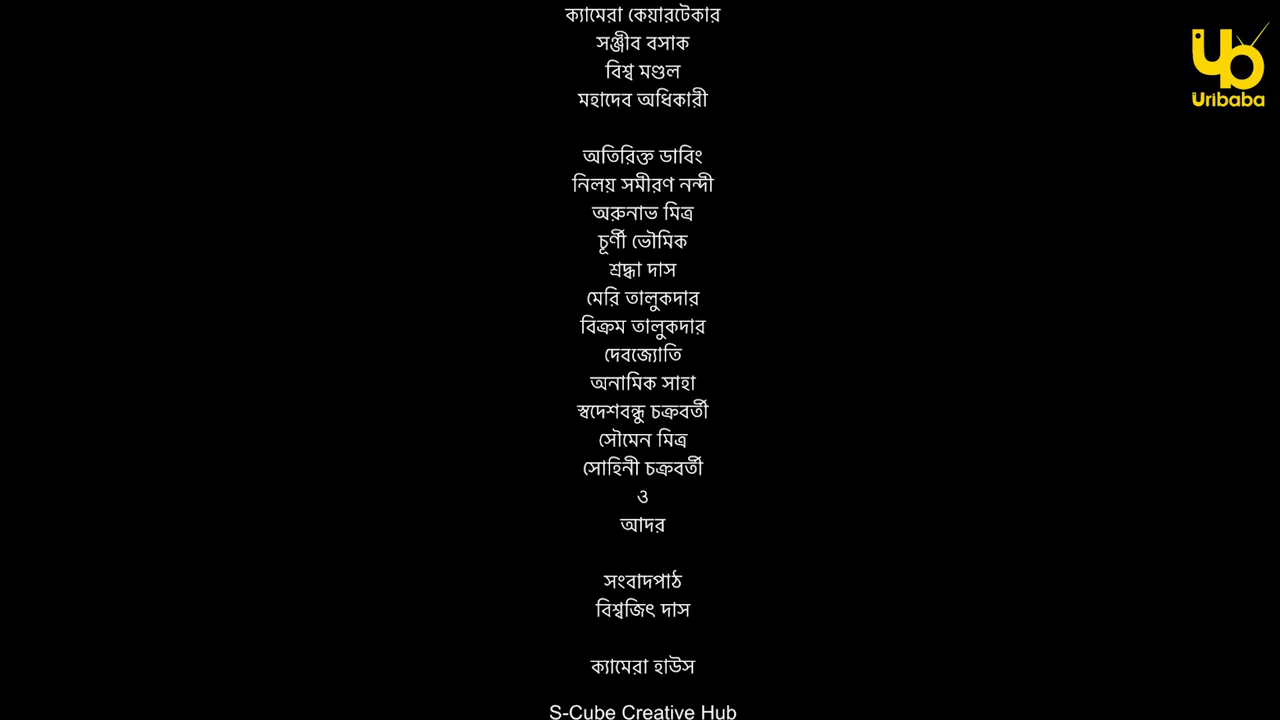 ক্যামেরা কেয়ারটেকার
সঞ্জীব বসাক
বিশ্ব মণ্ডল
মহাদেব অধিকারী
অতিরিক্ত ডাবিং
নিলয় সমীরণ নন্দী
অরুনাভ মিত্র
চূর্ণী ভৌমিক
শ্রদ্ধা দাস
মেরি তালুকদার
বিক্রম তালুকদার
দেবজ্যোতি
অনামিক সাহা
স্বদেশবন্ধু চক্রবর্তী
সৌমেন মিত্র
সোহিনী চক্রবর্তী
ও
আদর
সংবাদপাঠ
বিশ্বজিৎ দাস
ক্যামেরা হাউস
S-Cube Creative Hub
Ub
Uribaba